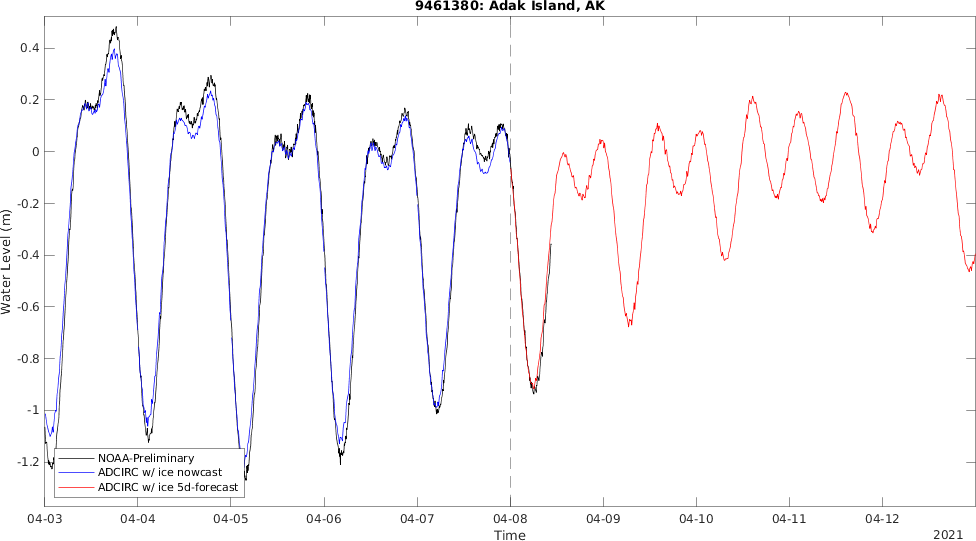 9461380: Adak Island, AK
Water Level (m)
0.4
0.2
0
-0.2
-0.4
-0.6
-0.8
-1
-1.2
NOAA-Preliminary
ADCIRC w/ ice nowcast
ADCIRC w/ ice 5d-forecast
04-03 04-04 04-05 04-06 04-07 04-08 04-09 04-10 04-11 04-12
Time
2021